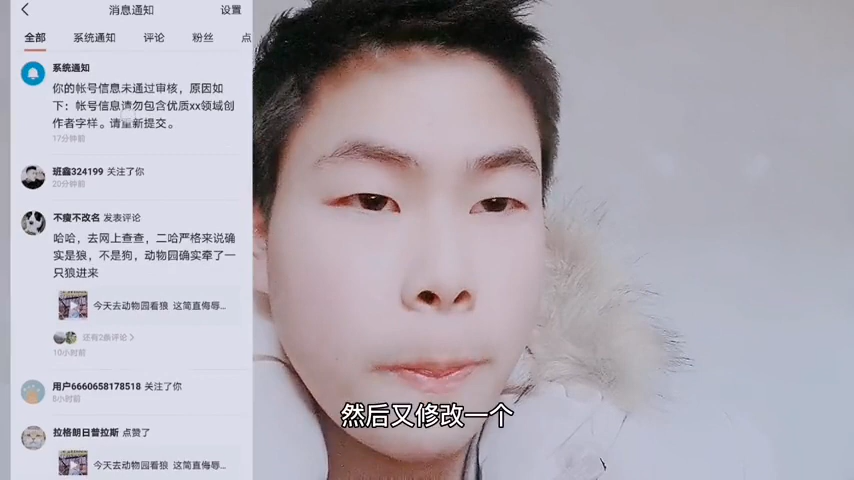 消息通知
设置
全部 系统通知 评论 粉丝 点
系统通知
你的帐号信息未通过审核，原因如
下：帐号信息请勿包含优质xx领域创
作者字样。请重新提交。
17分钟前
班鑫324199 关注了你
20分钟前
不瘦不改名 发表评论
哈哈，去网上查查，二哈严格来说确
实是狼，不是狗，动物园确实牵了一
只狼进来
今天去动物园看狼 这简直侮辱...
还有2条评论
10小时前
用户6660658178518 关注了你
8小时前
拉格朗日普拉斯 点赞了
今天去动物园看狼 这简直侮辱...
然后又修改一个